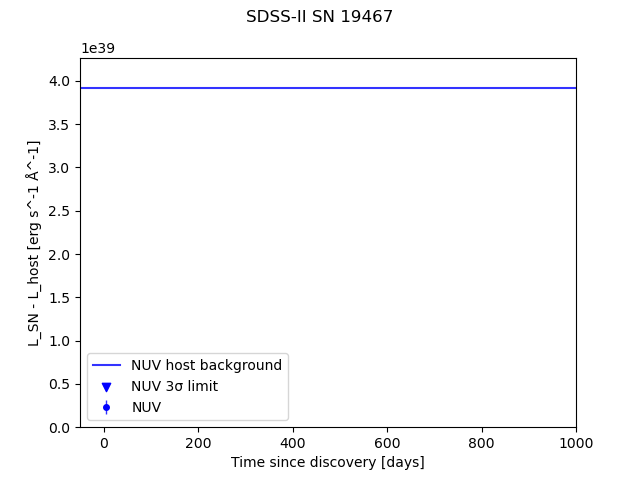 SDSS-II SN 19467
1e39
4.0
3.5
3.0
2.5
2.0
1.5
1.0
0.5
0.0
L_SN - L_host [erg s^-1 Å^-1]
NUV host background
NUV 3σ limit
NUV
0 200 400 600 800 1000
Time since discovery [days]